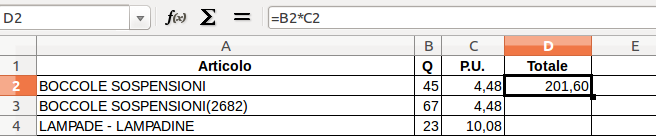 D2 f(x) Σ = =B2*C2
A B C D E
1 Articolo Q P.U. Totale
2 BOCCOLE SOSPENSIONI 45 4,48 201,60
3 BOCCOLE SOSPENSIONI(2682) 67 4,48
4 LAMPADE - LAMPADINE 23 10,08